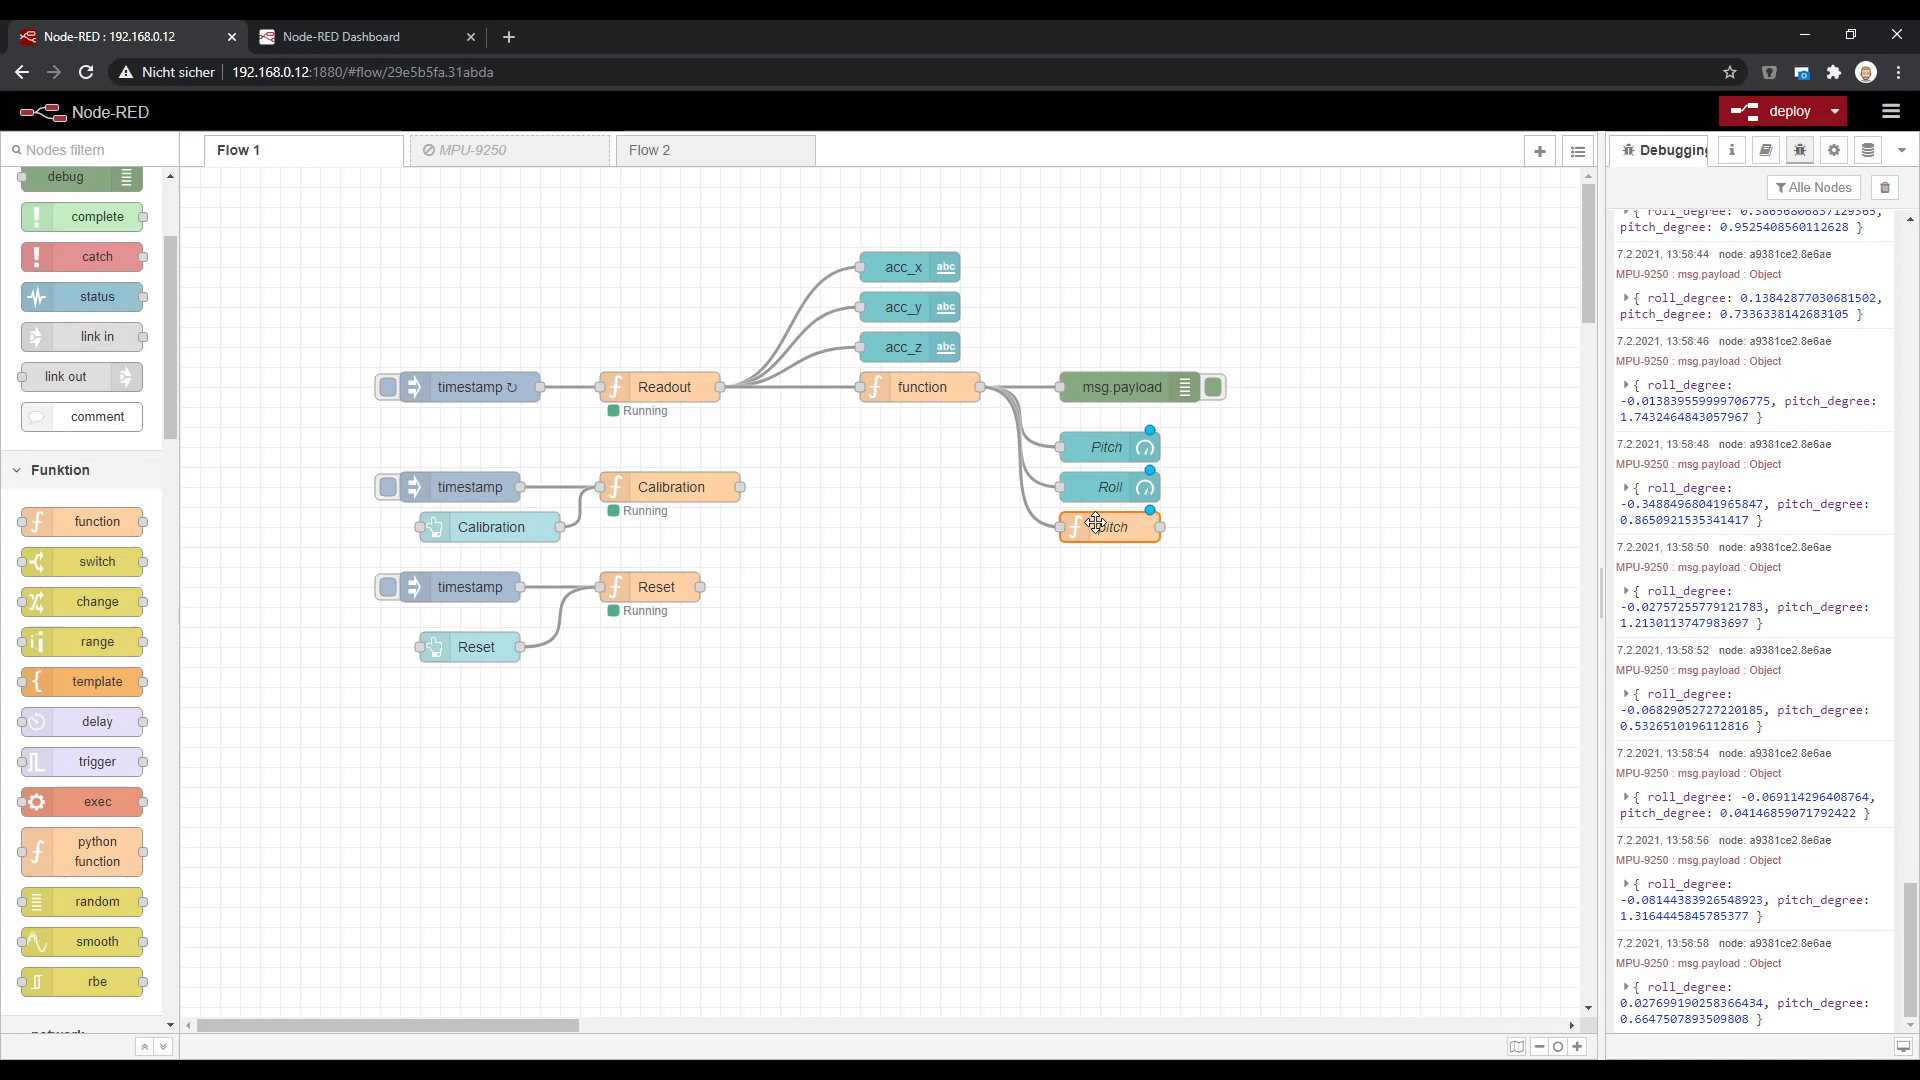 Node-RED : 192.168.0.12
Node-RED Dashboard
Nicht sicher
192.168.0.12:1880/#flow/29e5b5fa.31abda
Node-RED
deploy
Nodes filtern
Flow 1
MPU-9250
Flow 2
Debugging
Alle Nodes
debug
complete
catch
status
link in
link out
comment
Funktion
function
switch
change
range
template
delay
trigger
exec
python
function
random
smooth
rbe
acc_x
abc
acc_y
abc
acc_z
abc
timestamp ↻
Readout
Running
function
msg.payload
Pitch
Roll
timestamp
Calibration
Running
Calibration
timestamp
Reset
Running
Reset
{ roll_degree: 0.38656806837129365,
pitch_degree: 0.9525408560112628 }
7.2.2021, 13:58:44 node: a9381ce2.8e6ae
MPU-9250 : msg.payload : Object
{ roll_degree: 0.13842877030681502,
pitch_degree: 0.7336338142683105 }
7.2.2021, 13:58:46 node: a9381ce2.8e6ae
MPU-9250 : msg.payload : Object
{ roll_degree:
-0.013839559999706775, pitch_degree:
1.7432464843057967 }
7.2.2021, 13:58:48 node: a9381ce2.8e6ae
MPU-9250 : msg.payload : Object
{ roll_degree:
-0.34884968041965847, pitch_degree:
0.8650921535341417 }
7.2.2021, 13:58:50 node: a9381ce2.8e6ae
MPU-9250 : msg.payload : Object
{ roll_degree:
-0.02757255779121783, pitch_degree:
1.2130113747983697 }
7.2.2021, 13:58:52 node: a9381ce2.8e6ae
MPU-9250 : msg.payload : Object
{ roll_degree:
-0.06829052727220185, pitch_degree:
0.5326510196112816 }
7.2.2021, 13:58:54 node: a9381ce2.8e6ae
MPU-9250 : msg.payload : Object
{ roll_degree: -0.069114296408764,
pitch_degree: 0.04146859071792422 }
7.2.2021, 13:58:56 node: a9381ce2.8e6ae
MPU-9250 : msg.payload : Object
{ roll_degree:
-0.08144383926548923, pitch_degree:
1.3164445845785377 }
7.2.2021, 13:58:58 node: a9381ce2.8e6ae
MPU-9250 : msg.payload : Object
{ roll_degree:
0.027699190258366434, pitch_degree:
0.6647507893509808 }